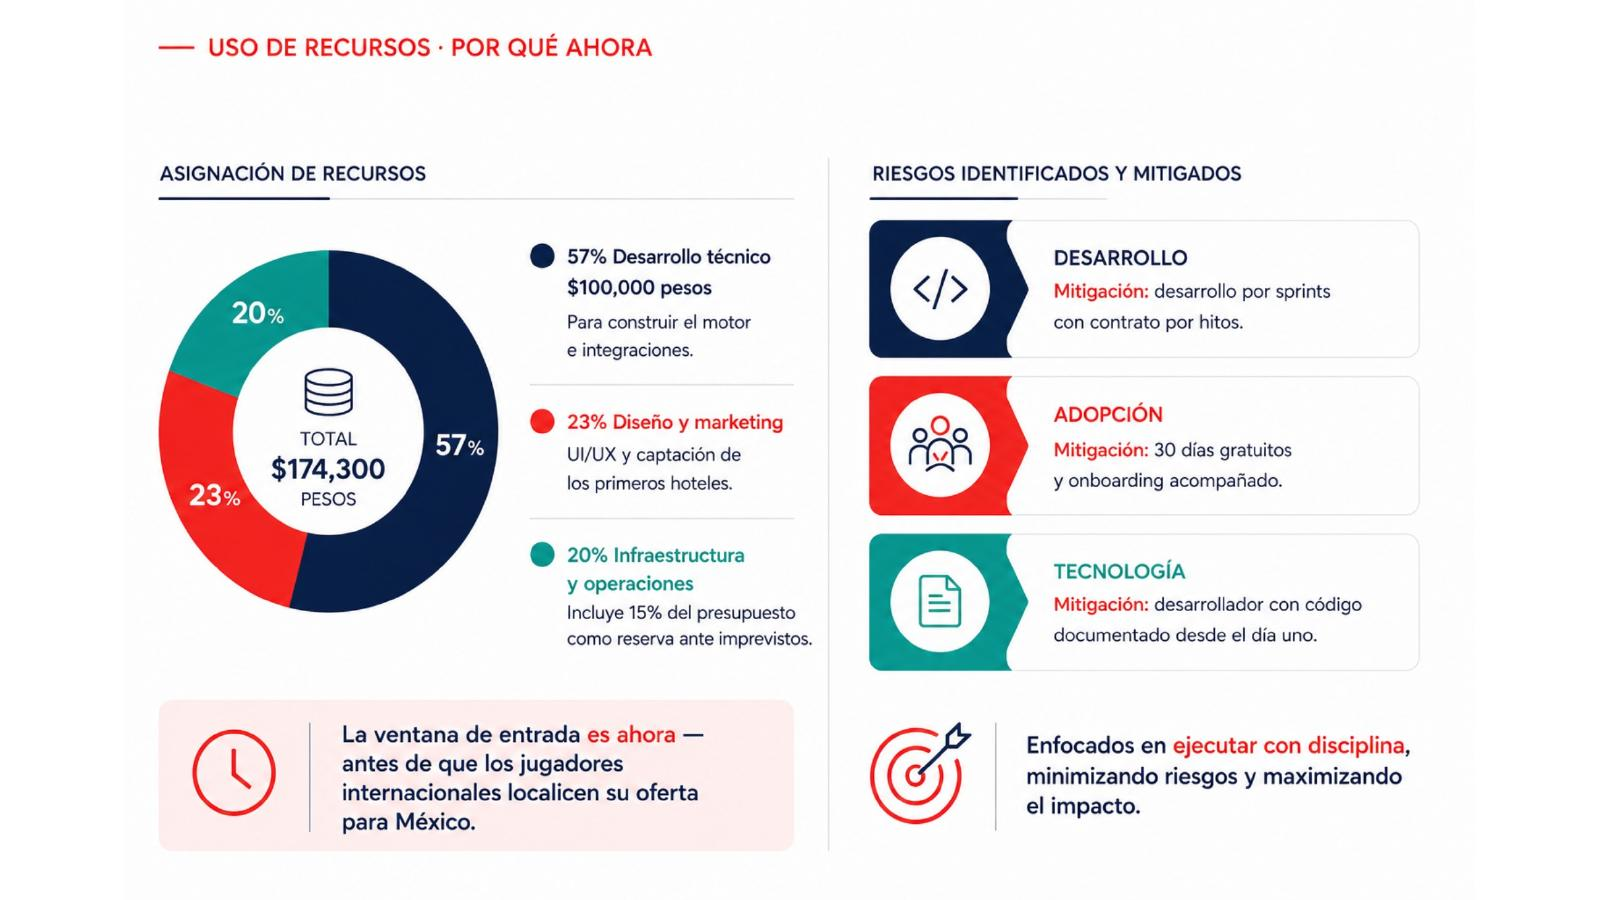 USO DE RECURSOS · POR QUÉ AHORA
ASIGNACIÓN DE RECURSOS
20%
57%
23%
TOTAL
$174,300
PESOS
57% Desarrollo técnico
$100,000 pesos
Para construir el motor
e integraciones.
23% Diseño y marketing
UI/UX y captación de
los primeros hoteles.
20% Infraestructura
y operaciones
Incluye 15% del presupuesto
como reserva ante imprevistos.
La ventana de entrada es ahora —
antes de que los jugadores
internacionales localicen su oferta
para México.
RIESGOS IDENTIFICADOS Y MITIGADOS
</>
DESARROLLO
Mitigación: desarrollo por sprints
con contrato por hitos.
ADOPCIÓN
Mitigación: 30 días gratuitos
y onboarding acompañado.
TECNOLOGÍA
Mitigación: desarrollador con código
documentado desde el día uno.
Enfocados en ejecutar con disciplina,
minimizando riesgos y maximizando
el impacto.